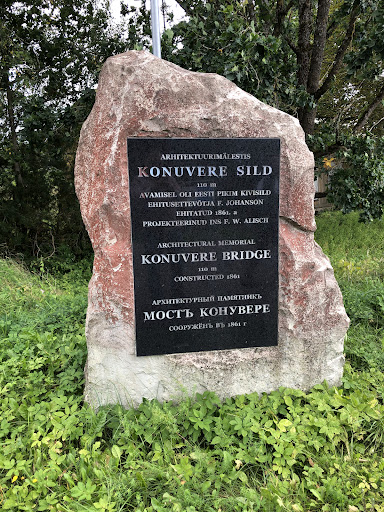 ARHITEKTUURIMÄLESTIS
KONUVERE SILD
110 m
AVAMISEL OLI EESTI PIKIM KIVISILD
EHITUSETTEVÕTJA F. JOHANSON
EHITATUD 1861. a
PROJEKTEERINUD INS F. W. ALISCH
ARCHITECTURAL MEMORIAL
KONUVERE BRIDGE
110 m
CONSTRUCTED 1861
АРХИТЕКТУРНЫЙ ПАМЯТНИКЪ
МОСТЪ КОНУВЕРЕ
СООРУЖЁНЪ ВЪ 1861 г